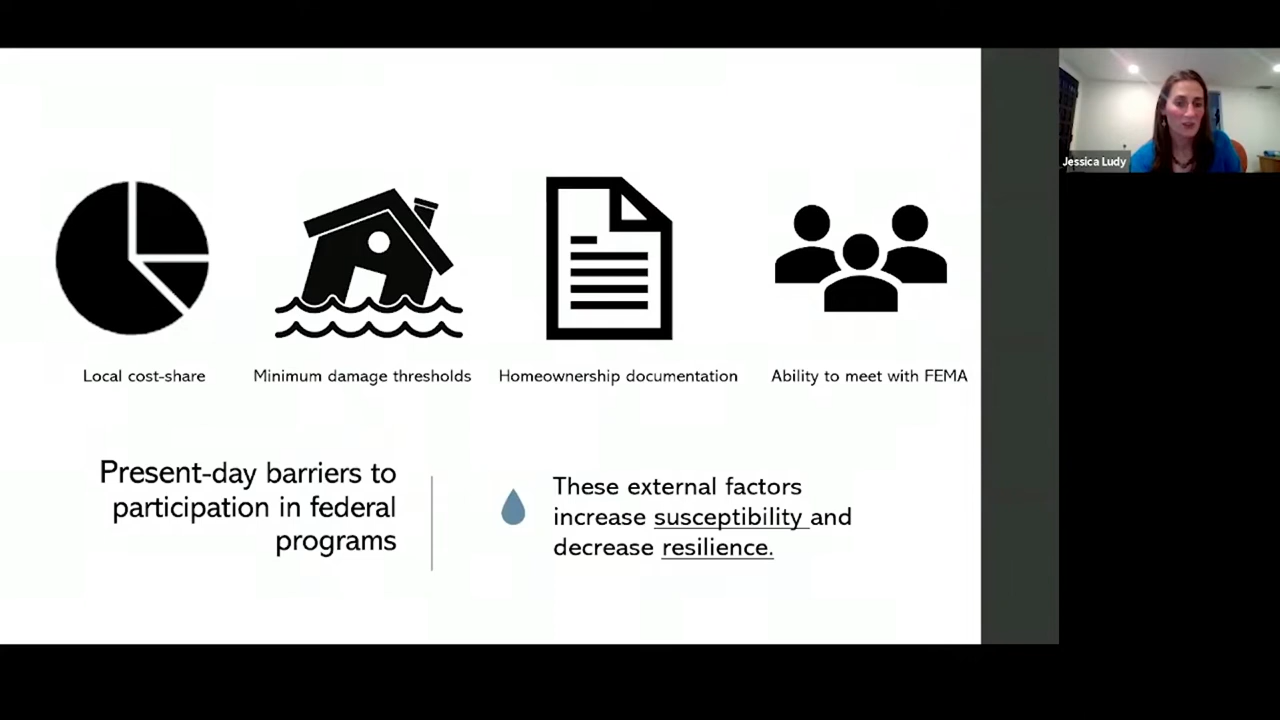 Jessica Ludy
Local cost-share
Minimum damage thresholds
Homeownership documentation
Ability to meet with FEMA
Present-day barriers to
participation in federal
programs
These external factors
increase susceptibility and
decrease resilience.